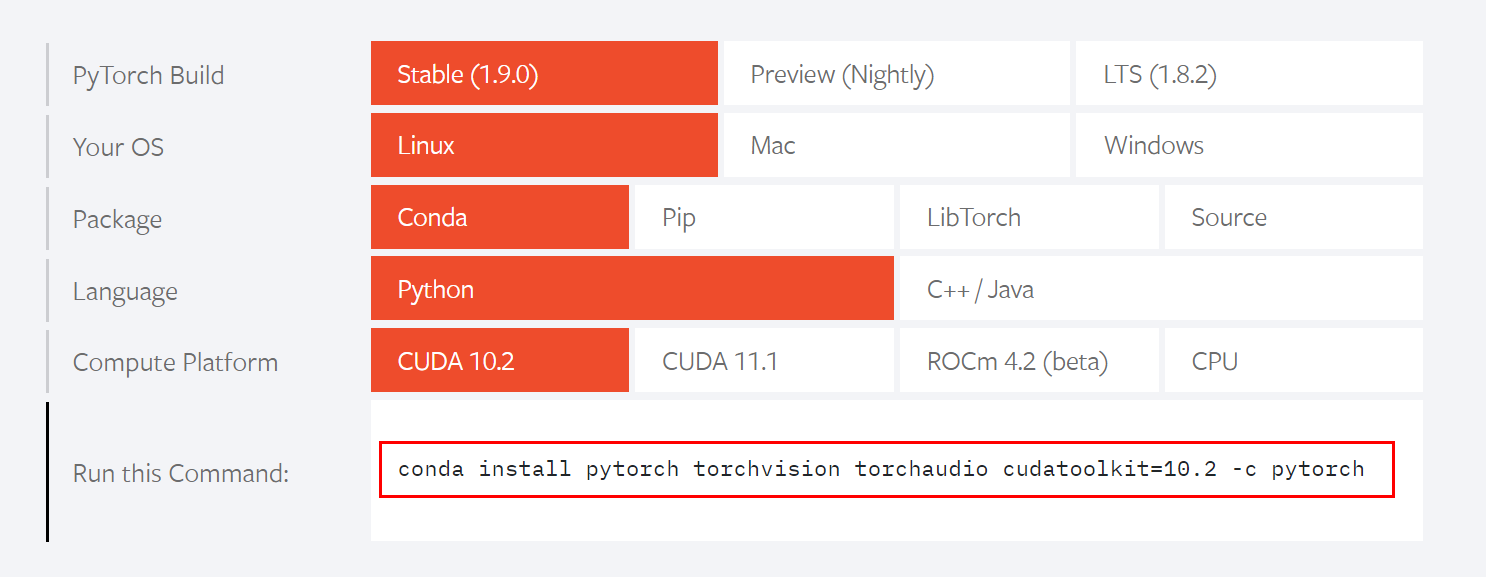 PyTorch Build Stable (1.9.0) Preview (Nightly) LTS (1.8.2)
Your OS Linux Mac Windows
Package Conda Pip LibTorch Source
Language Python C++ / Java
Compute Platform CUDA 10.2 CUDA 11.1 ROCm 4.2 (beta) CPU
Run this Command: conda install pytorch torchvision torchaudio cudatoolkit=10.2 -c pytorch